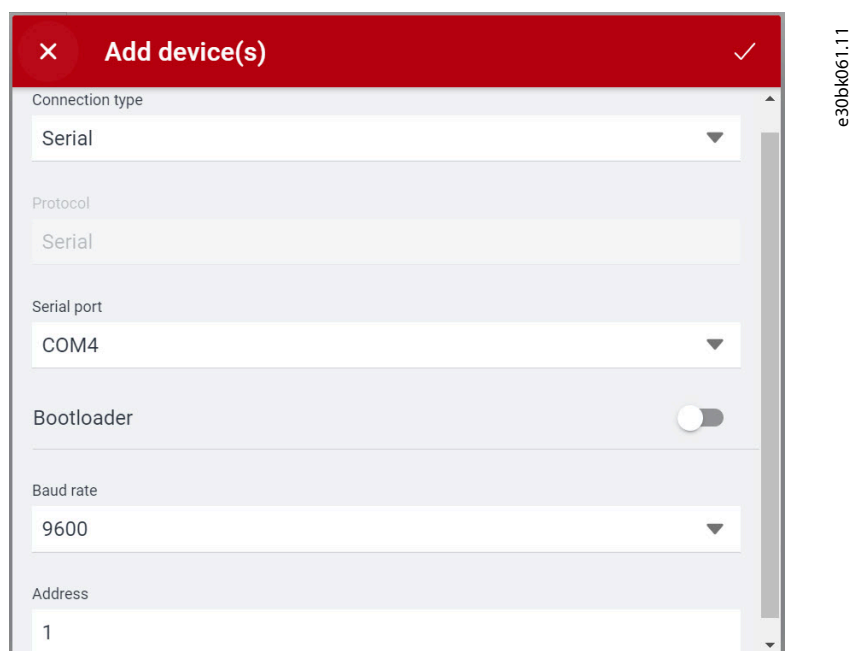 Add device(s)
Connection type
Serial
Protocol
Serial
Serial port
COM4
Bootloader
Baud rate
9600
Address
1
e30bk061.11